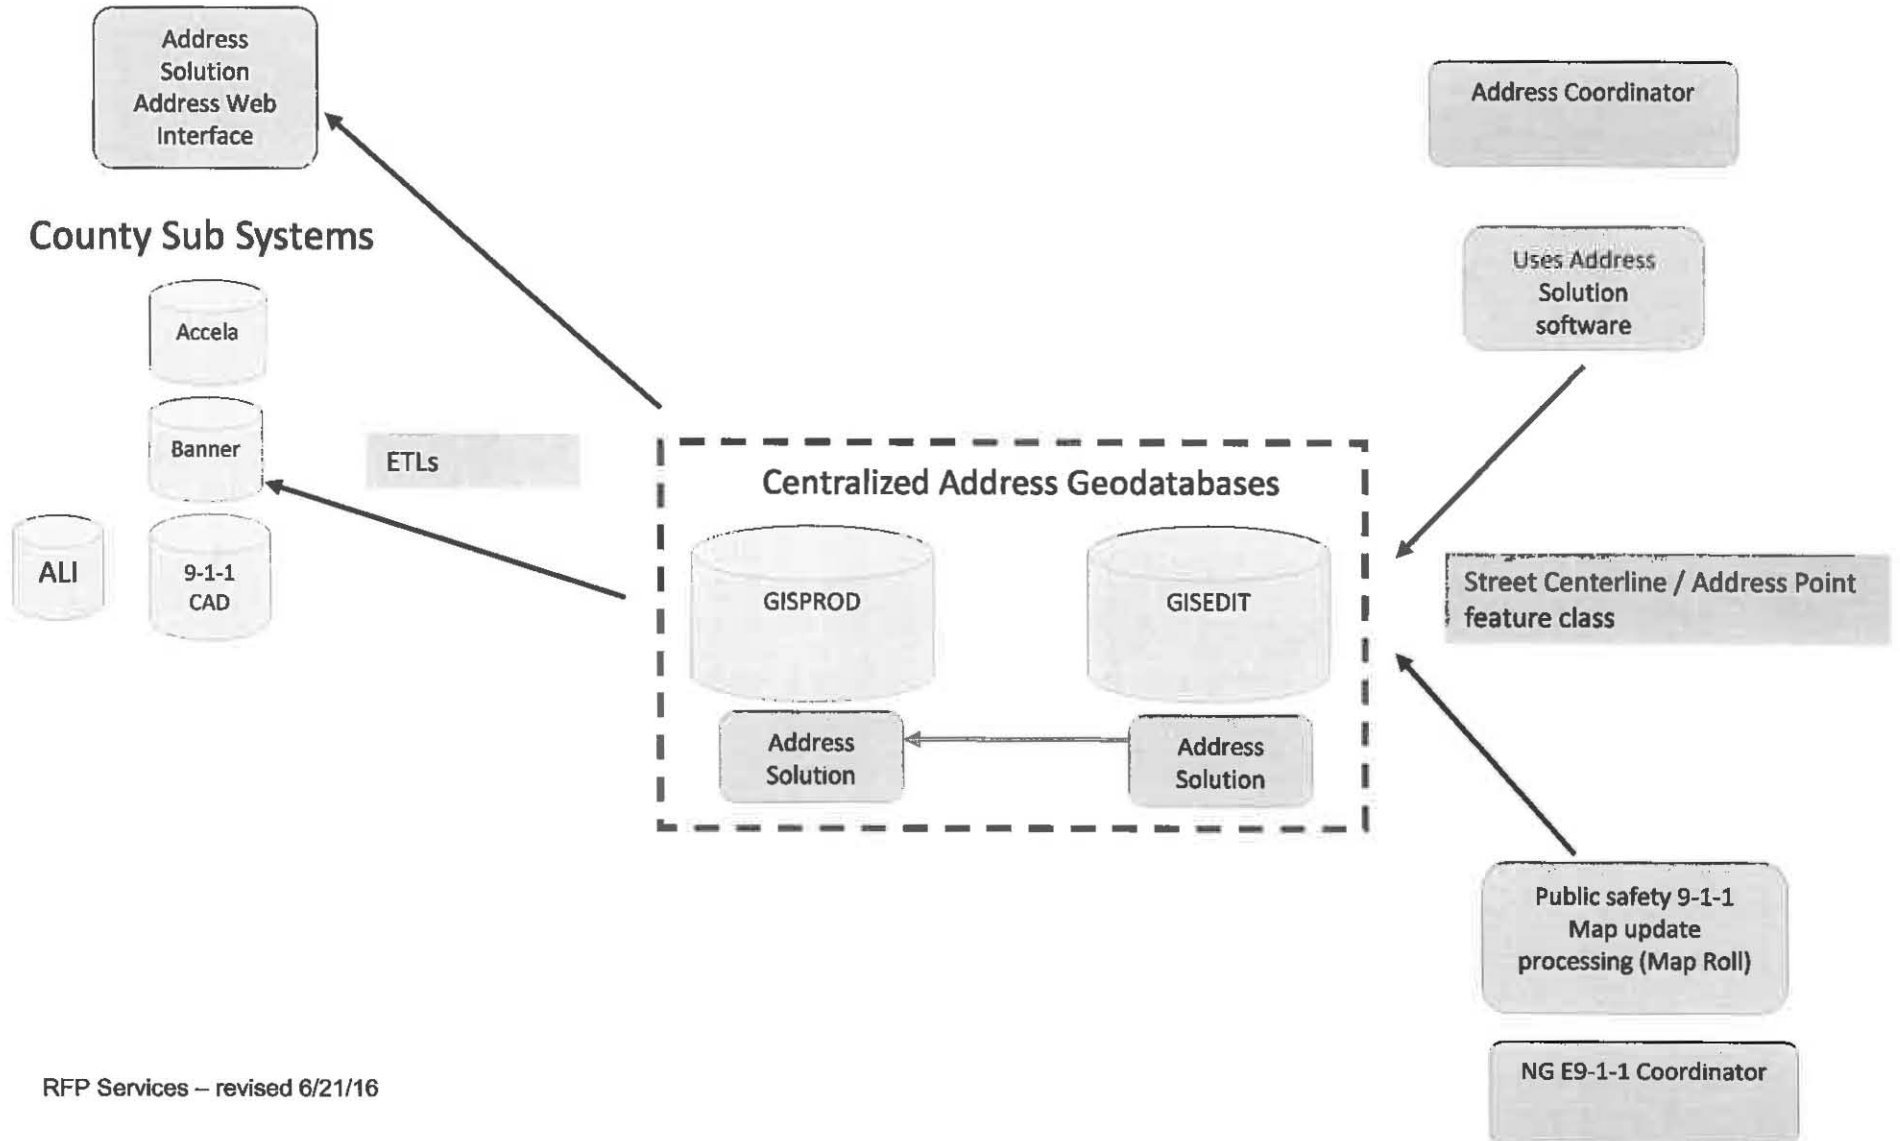 Address
Solution
Address Web
Interface
County Sub Systems
Accela
Banner
ALI
9-1-1
CAD
ETLs
Centralized Address Geodatabases
GISPROD
GISEDIT
Address
Solution
Address
Solution
Address Coordinator
Uses Address
Solution
software
Street Centerline / Address Point
feature class
Public safety 9-1-1
Map update
processing (Map Roll)
NG E9-1-1 Coordinator
RFP Services – revised 6/21/16